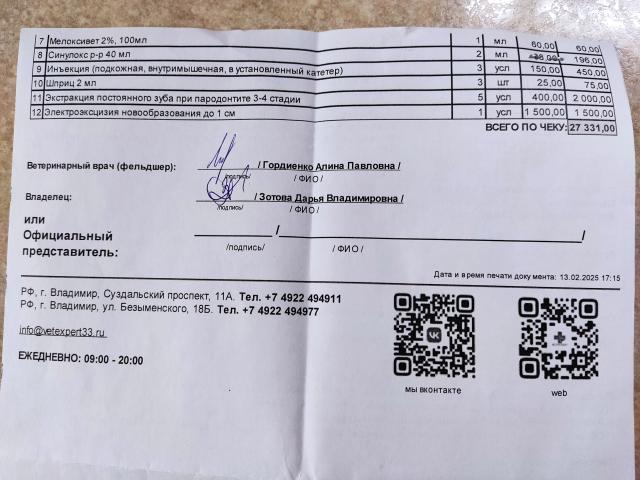 7 Мелоксивет 2%, 100мл 1 мл 60,00 60,00
8 Синулокс р-р 40 мл 2 мл 98,00 196,00
9 Инъекция (подкожная, внутримышечная, в установленный катетер) 3 усл 150,00 450,00
10 Шприц 2 мл 3 шт 25,00 75,00
11 Экстракция постоянного зуба при пародонтите 3-4 стадии 5 усл 400,00 2 000,00
12 Электроэксцизия новообразования до 1 см 1 усл 1 500,00 1 500,00
ВСЕГО ПО ЧЕКУ: 27 331,00
Ветеринарный врач (фельдшер): / Гордиенко Алина Павловна /
/подпись/ / ФИО /
Владелец: / Зотова Дарья Владимировна /
/подпись/ / ФИО /
или
Официальный
представитель: / /
/подпись/ / ФИО /
Дата и время печати документа: 13.02.2025 17:15
РФ, г. Владимир, Суздальский проспект, 11А. Тел. +7 4922 494911
РФ, г. Владимир, ул. Безыменского, 18Б. Тел. +7 4922 494977
info@vetexpert33.ru
ЕЖЕДНЕВНО: 09:00 - 20:00
мы вконтакте
web